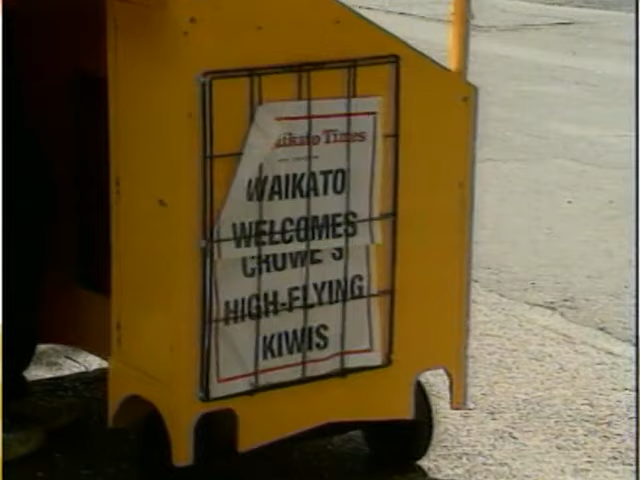 aikato Times
WAIKATO
WELCOMES
CROWE'S
HIGH-FLYING
KIWIS